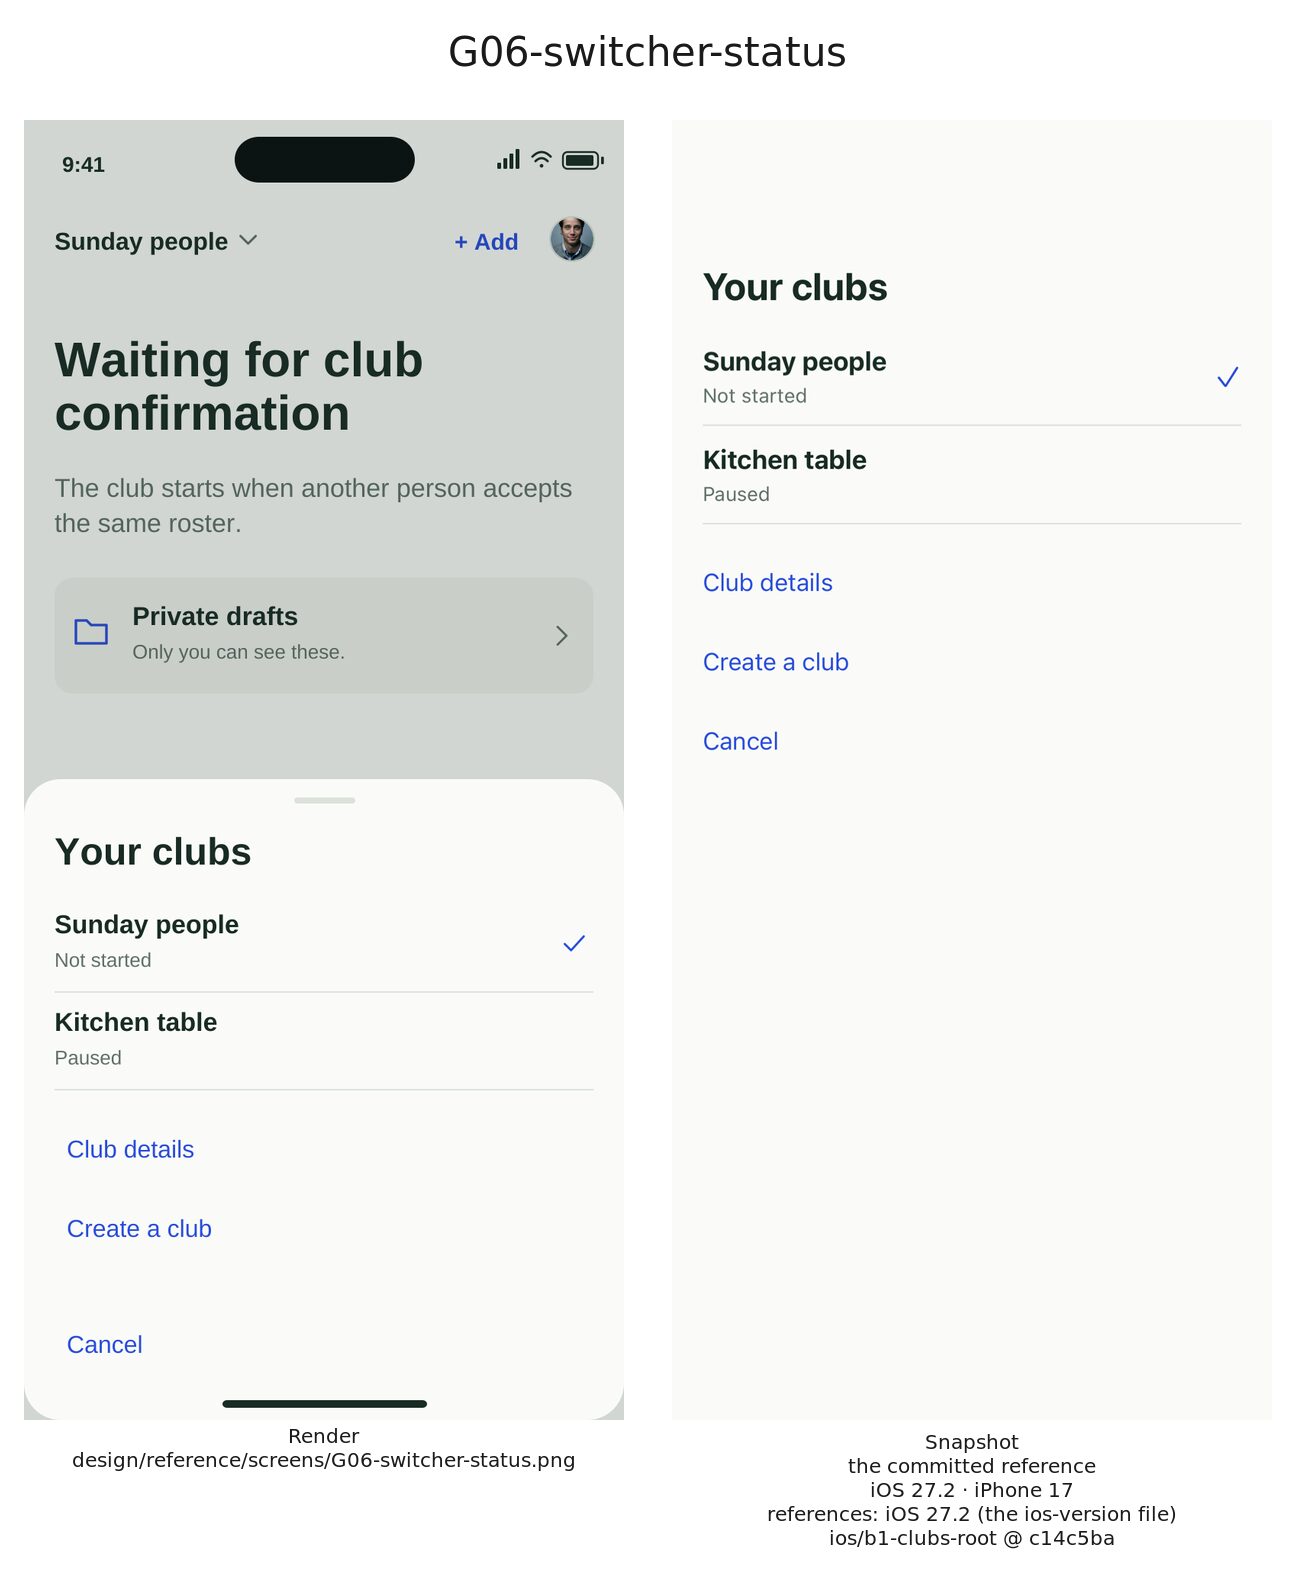 G06-switcher-status
9:41
Sunday people
+ Add
Waiting for club
confirmation
The club starts when another person accepts
the same roster.
Private drafts
Only you can see these.
Your clubs
Sunday people
Not started
Kitchen table
Paused
Club details
Create a club
Cancel
Render
design/reference/screens/G06-switcher-status.png
Your clubs
Sunday people
Not started
Kitchen table
Paused
Club details
Create a club
Cancel
Snapshot
the committed reference
iOS 27.2 · iPhone 17
references: iOS 27.2 (the ios-version file)
ios/b1-clubs-root @ c14c5ba